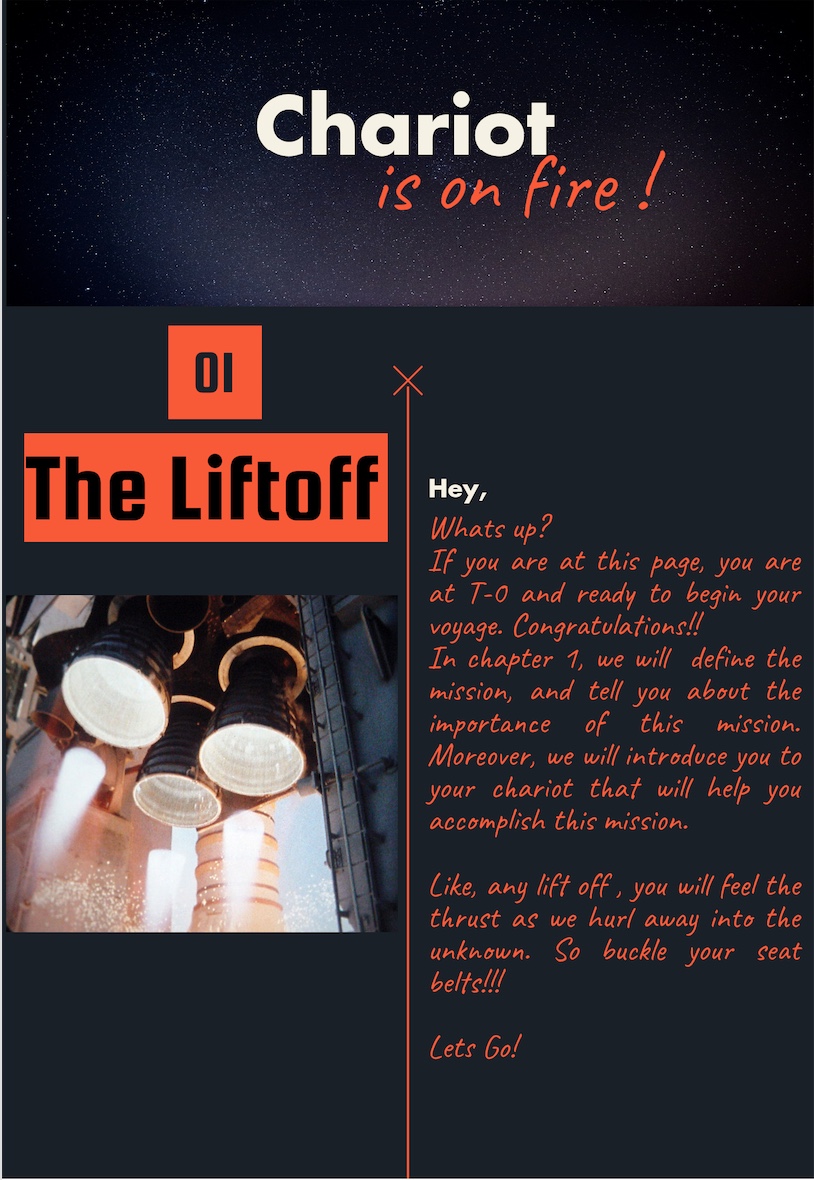 Chariot
is on fire !
01
The Liftoff
Hey,
Whats up?
If you are at this page, you are
at T-0 and ready to begin your
voyage. Congratulations!!
In chapter 1, we will define the
mission, and tell you about the
importance of this mission.
Moreover, we will introduce you to
your chariot that will help you
accomplish this mission.
Like, any lift off , you will feel the
thrust as we hurl away into the
unknown. So buckle your seat
belts!!!
Lets Go!